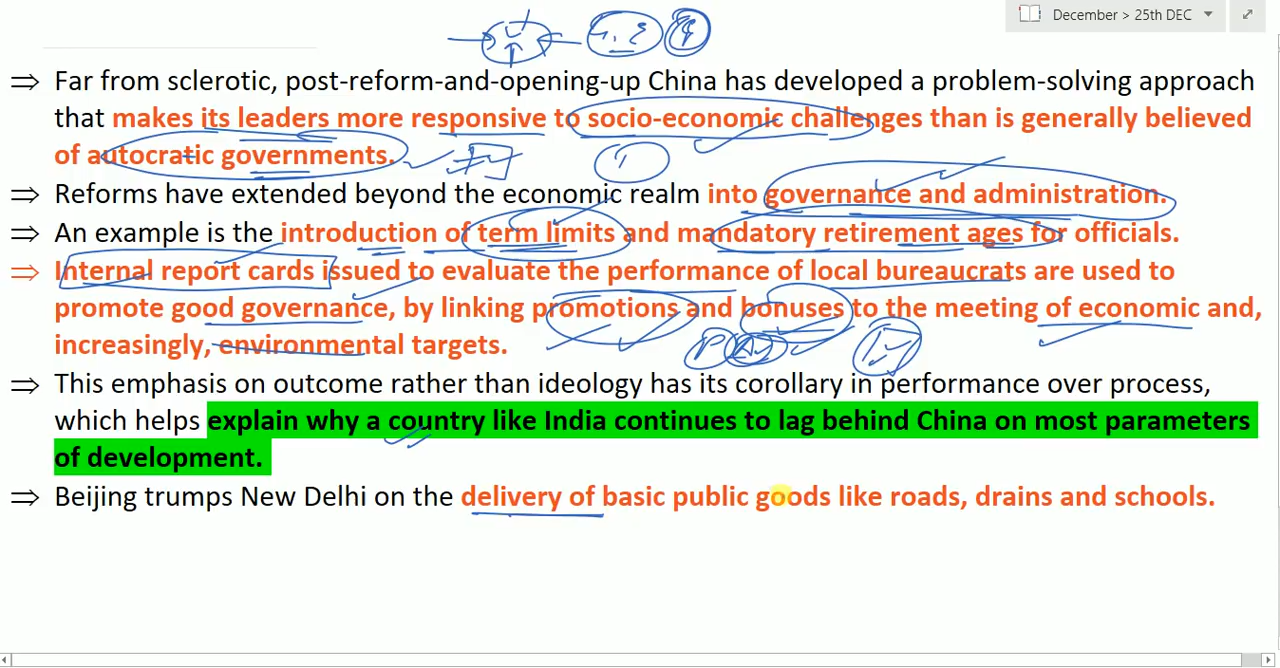 December > 25th DEC
⇒ Far from sclerotic, post-reform-and-opening-up China has developed a problem-solving approach
that makes its leaders more responsive to socio-economic challenges than is generally believed
of autocratic governments.
⇒ Reforms have extended beyond the economic realm into governance and administration.
⇒ An example is the introduction of term limits and mandatory retirement ages for officials.
⇒ Internal report cards issued to evaluate the performance of local bureaucrats are used to
promote good governance, by linking promotions and bonuses to the meeting of economic and,
increasingly, environmental targets.
⇒ This emphasis on outcome rather than ideology has its corollary in performance over process,
which helps explain why a country like India continues to lag behind China on most parameters
of development.
⇒ Beijing trumps New Delhi on the delivery of basic public goods like roads, drains and schools.